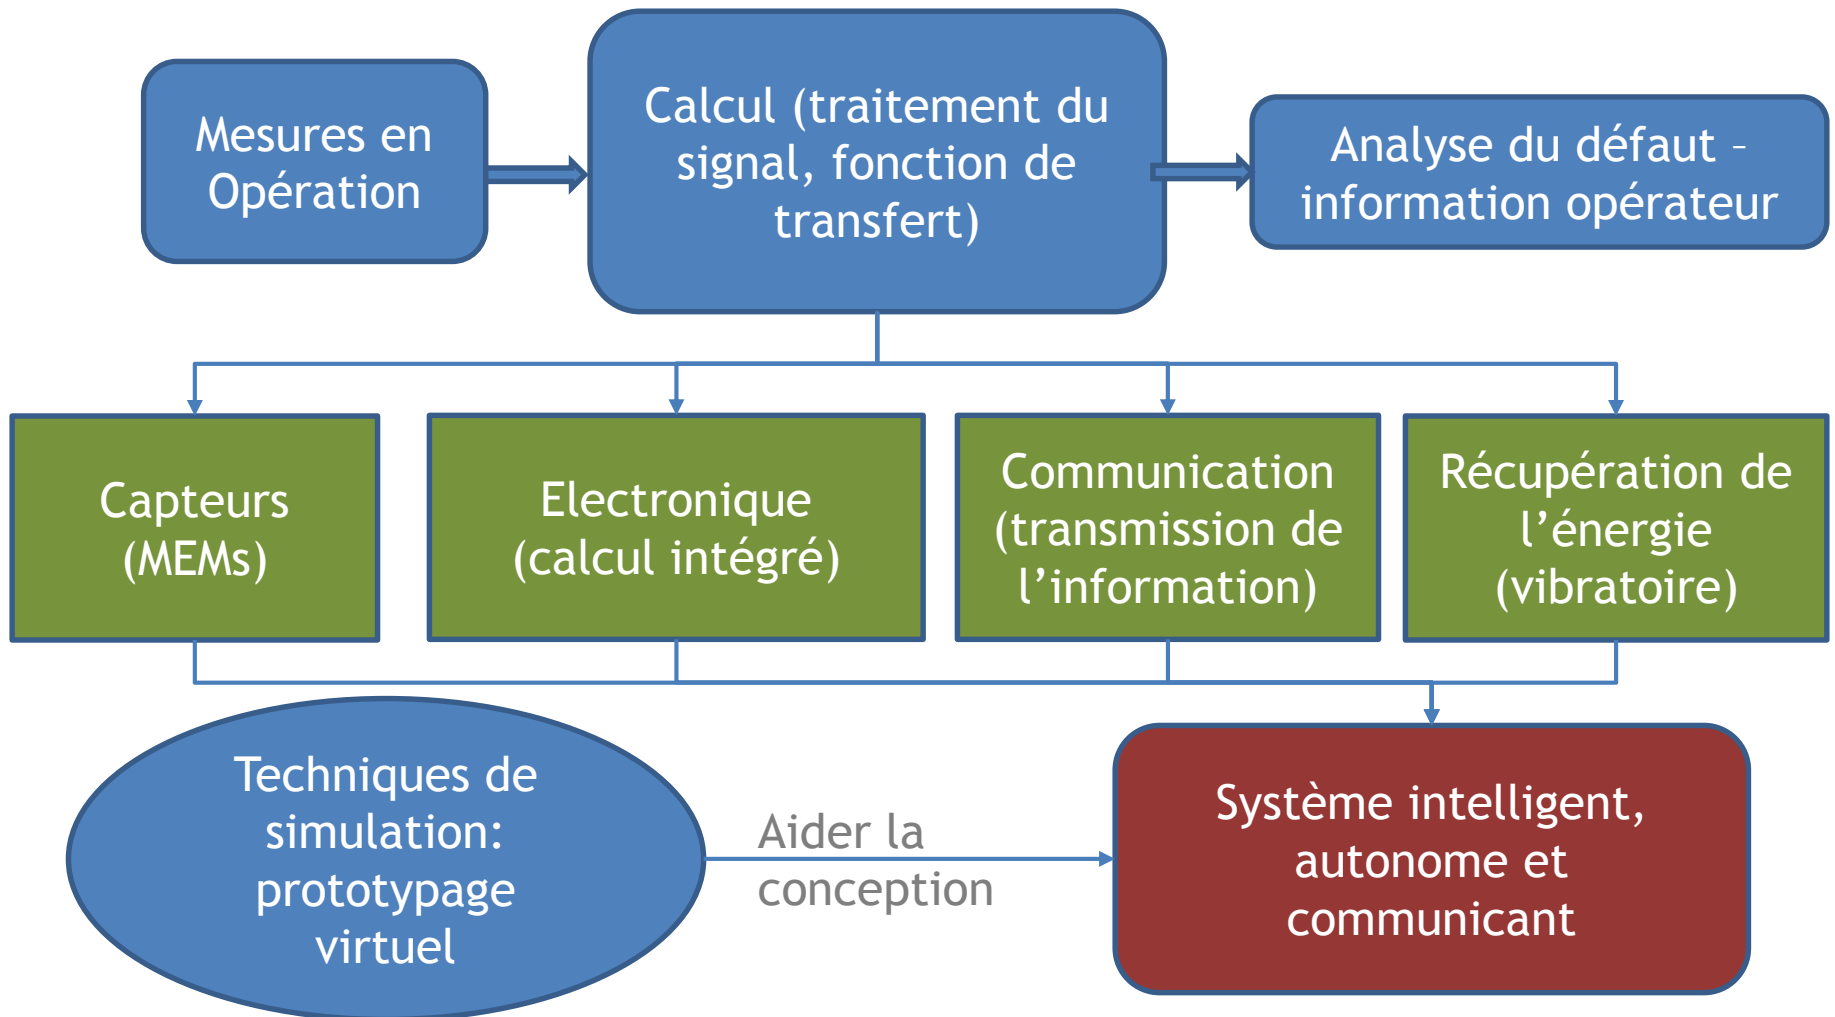 Mesures en
Opération
Calcul (traitement du
signal, fonction de
transfert)
Analyse du défaut –
information opérateur
Capteurs
(MEMs)
Electronique
(calcul intégré)
Communication
(transmission de
l’information)
Récupération de
l’énergie
(vibratoire)
Techniques de
simulation:
prototypage
virtuel
Aider la
conception
Système intelligent,
autonome et
communicant